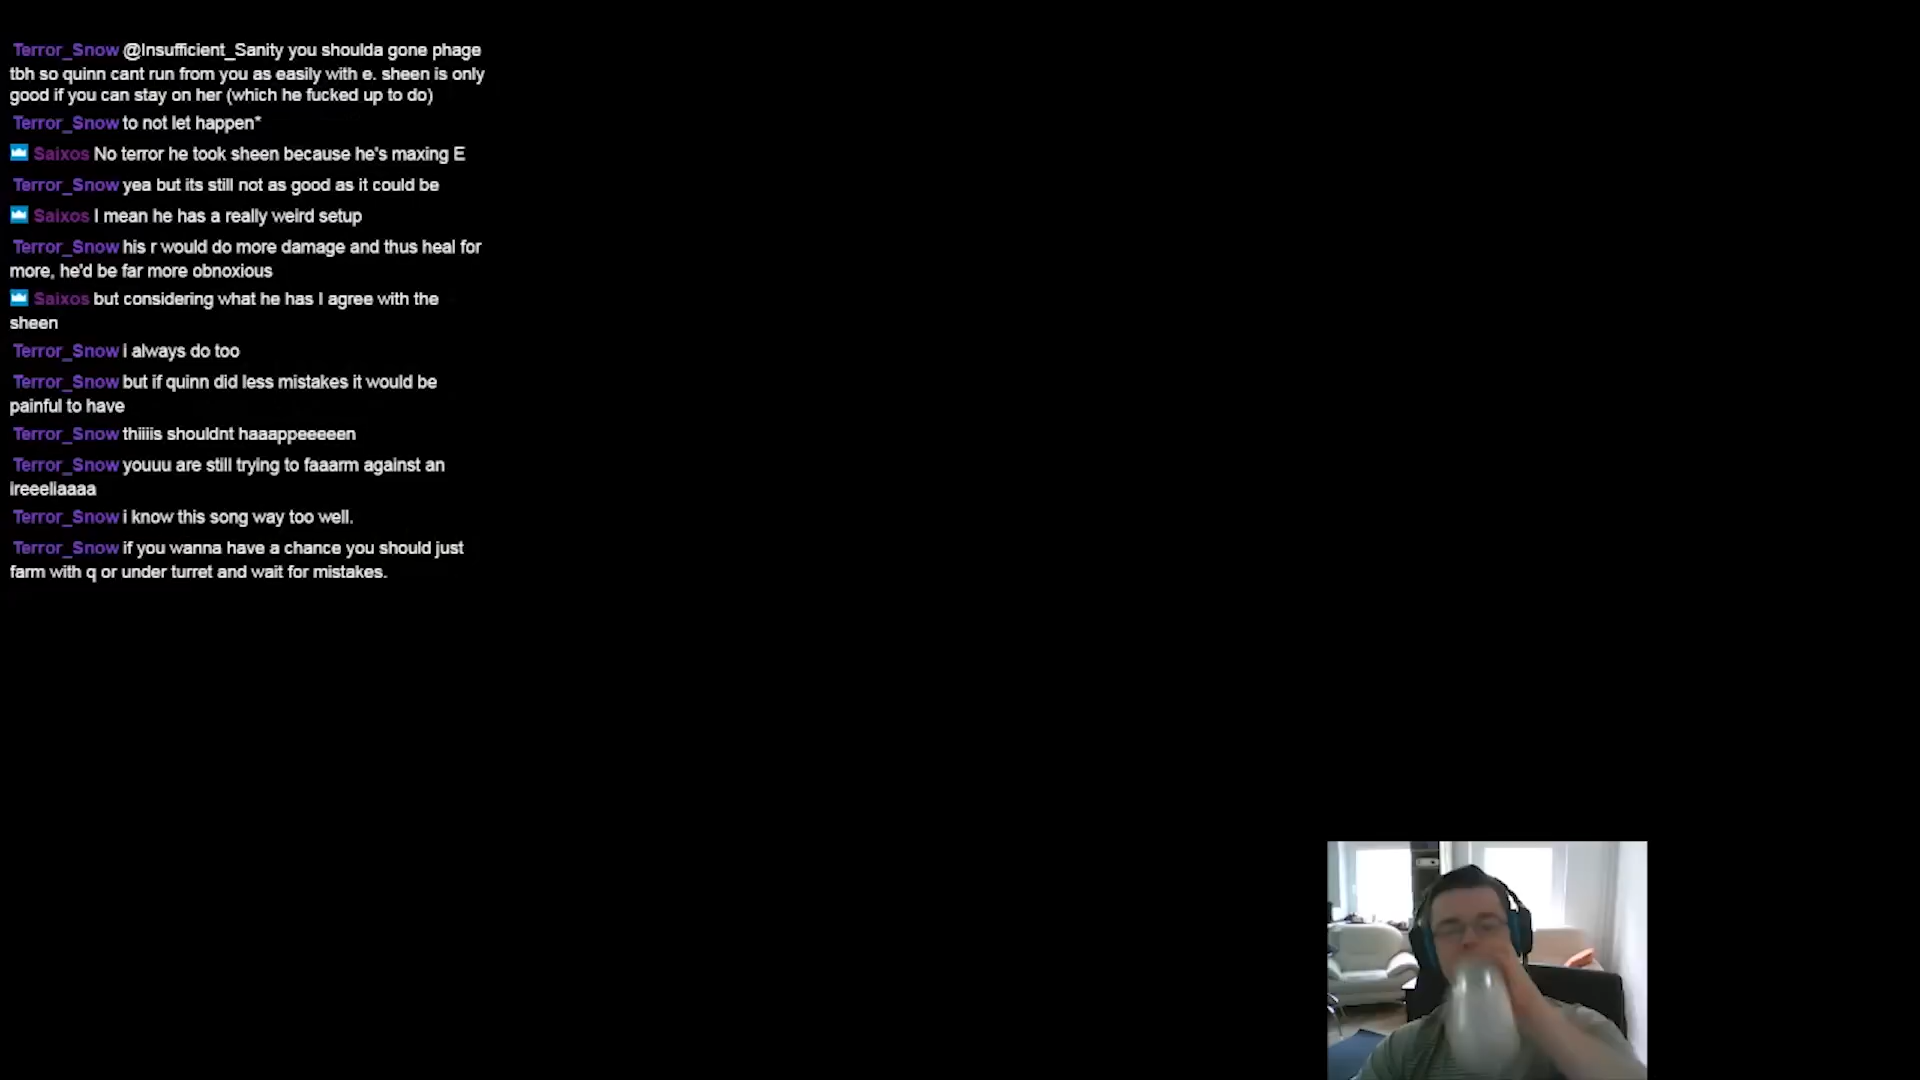 Terror_Snow @Insufficient_Sanity you shoulda gone phage
tbh so quinn cant run from you as easily with e. sheen is only
good if you can stay on her (which he fucked up to do)
Terror_Snow to not let happen*
Saixos No terror he took sheen because he's maxing E
Terror_Snow yea but its still not as good as it could be
Saixos I mean he has a really weird setup
Terror_Snow his r would do more damage and thus heal for
more, he'd be far more obnoxious
Saixos but considering what he has I agree with the
sheen
Terror_Snow i always do too
Terror_Snow but if quinn did less mistakes it would be
painful to have
Terror_Snow thiiiis shouldnt haaappeeeeen
Terror_Snow youuu are still trying to faaarm against an
ireeeliaaaa
Terror_Snow i know this song way too well.
Terror_Snow if you wanna have a chance you should just
farm with q or under turret and wait for mistakes.